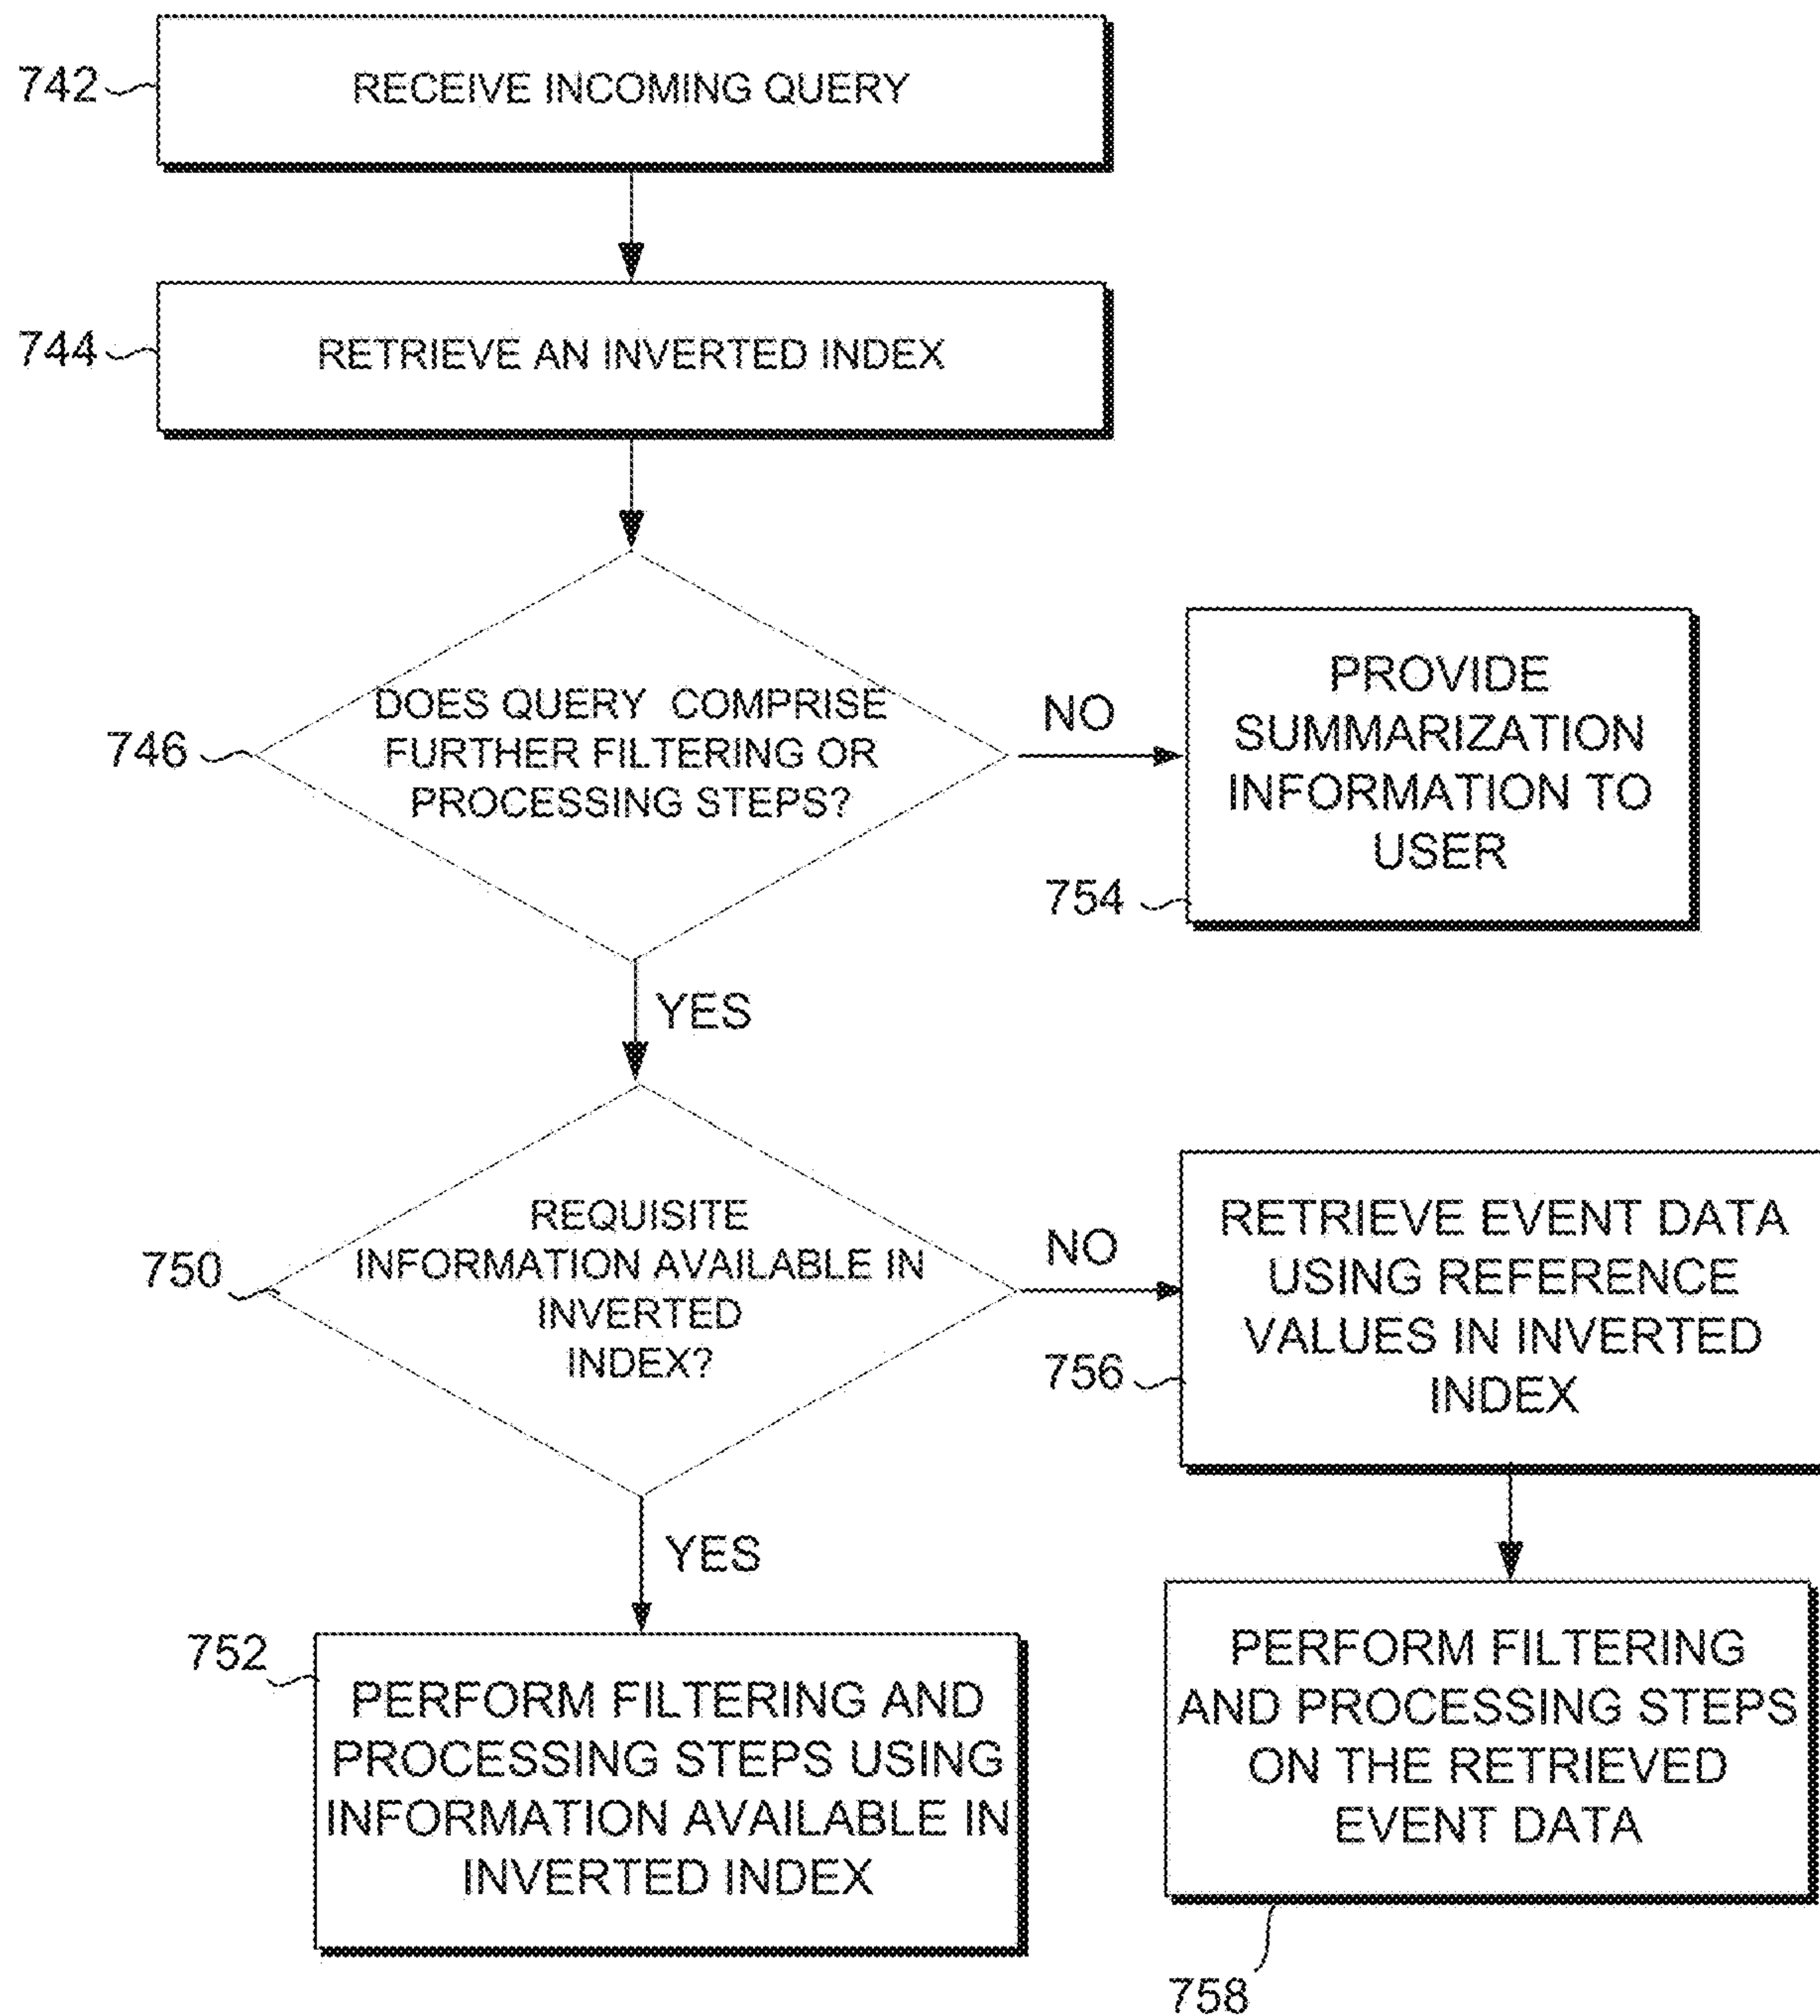 742
RECEIVE INCOMING QUERY
744
RETRIEVE AN INVERTED INDEX
746
DOES QUERY COMPRISE
FURTHER FILTERING OR
PROCESSING STEPS?
NO
PROVIDE
SUMMARIZATION
INFORMATION TO
USER
754
YES
750
REQUISITE
INFORMATION AVAILABLE IN
INVERTED
INDEX?
NO
RETRIEVE EVENT DATA
USING REFERENCE
VALUES IN INVERTED
INDEX
756
YES
752
PERFORM FILTERING AND
PROCESSING STEPS USING
INFORMATION AVAILABLE IN
INVERTED INDEX
PERFORM FILTERING
AND PROCESSING STEPS
ON THE RETRIEVED
EVENT DATA
758